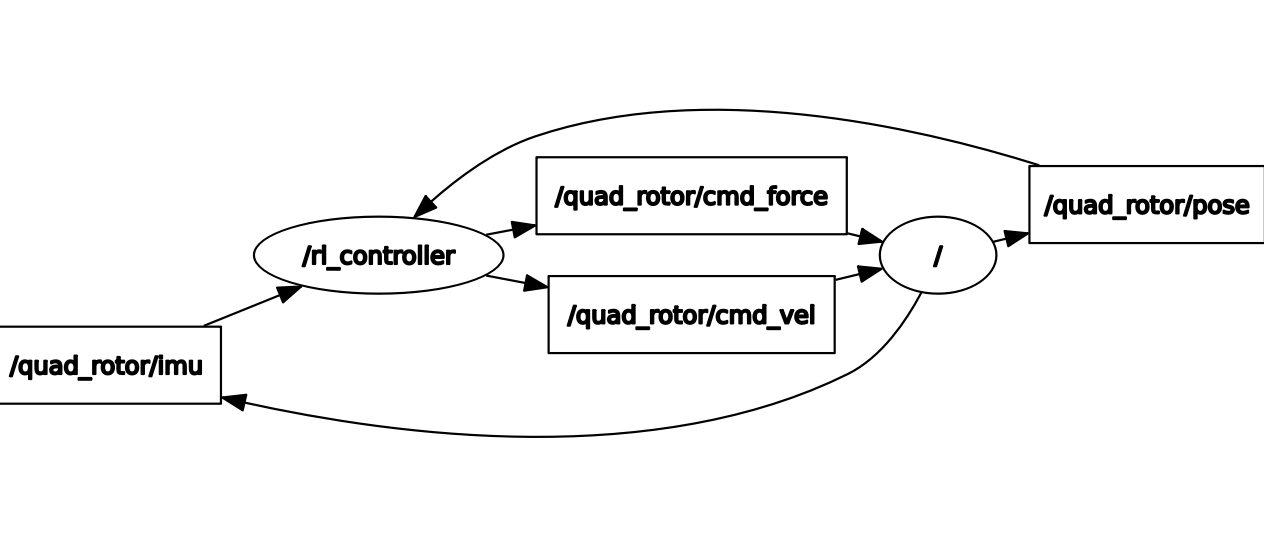 /quad_rotor/cmd_force
/quad_rotor/pose
/rl_controller
/
/quad_rotor/cmd_vel
/quad_rotor/imu